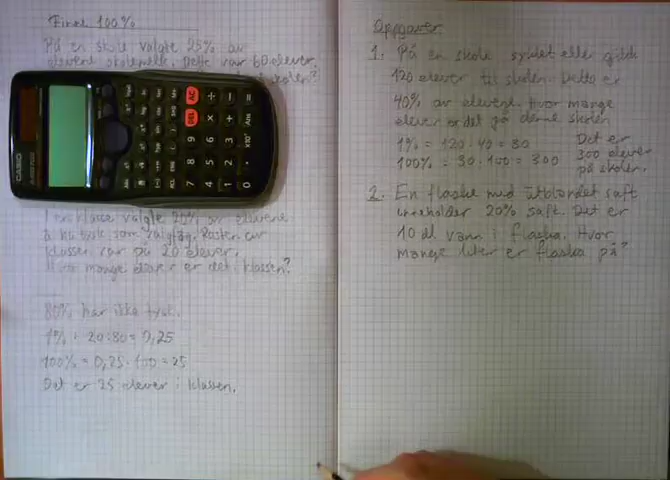 Finne 100%
På en skole valgte 25% av
elevene skolemelk. Dette var 60 elever.
skolen?
CASIO
I en klasse valgte 20% av elevene
å ha tysk som valgfag. Resten av
klassen var på 20 elever.
Hvor mange elever er det i klassen?
80% har ikke tysk.
1% = 20:80 = 0,25
100% = 0,25 · 100 = 25
Det er 25 elever i klassen.
Oppgaver
1. På en skole sykler eller går
120 elever til skolen. Dette er
40% av elevene. Hvor mange
elever er det på denne skolen
1% = 120 : 40 = 30
100% = 30 · 100 = 300
Det er
300 elever
på skolen.
2. En flaske med utblandet saft
inneholder 20% saft. Det er
10 dl vann i flaska. Hvor
mange liter er flaska på?